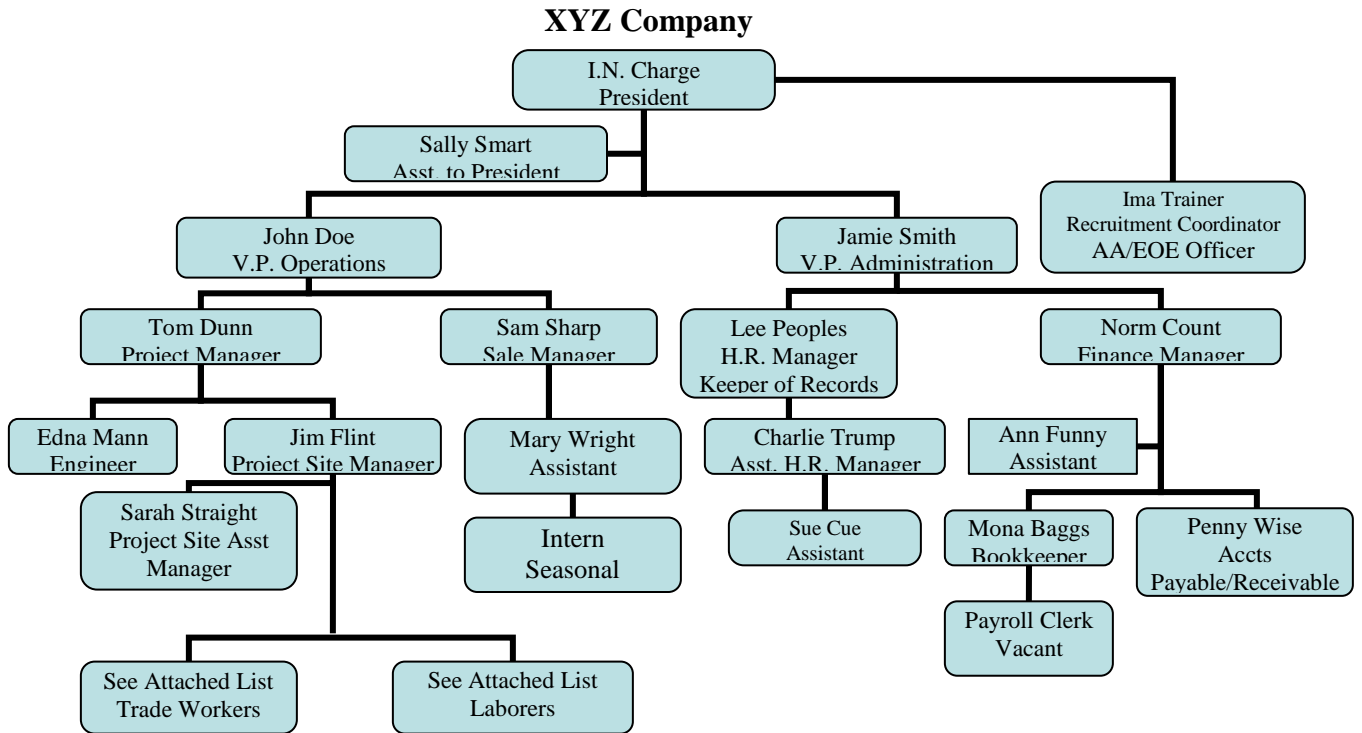 XYZ Company
I.N. Charge
President
Sally Smart
Asst. to President
Ima Trainer
Recruitment Coordinator
AA/EOE Officer
John Doe
V.P. Operations
Jamie Smith
V.P. Administration
Tom Dunn
Project Manager
Sam Sharp
Sale Manager
Lee Peoples
H.R. Manager
Keeper of Records
Norm Count
Finance Manager
Edna Mann
Engineer
Jim Flint
Project Site Manager
Mary Wright
Assistant
Charlie Trump
Asst. H.R. Manager
Ann Funny
Assistant
Sarah Straight
Project Site Asst
Manager
Intern
Seasonal
Sue Cue
Assistant
Mona Baggs
Bookkeeper
Penny Wise
Accts
Payable/Receivable
Payroll Clerk
Vacant
See Attached List
Trade Workers
See Attached List
Laborers